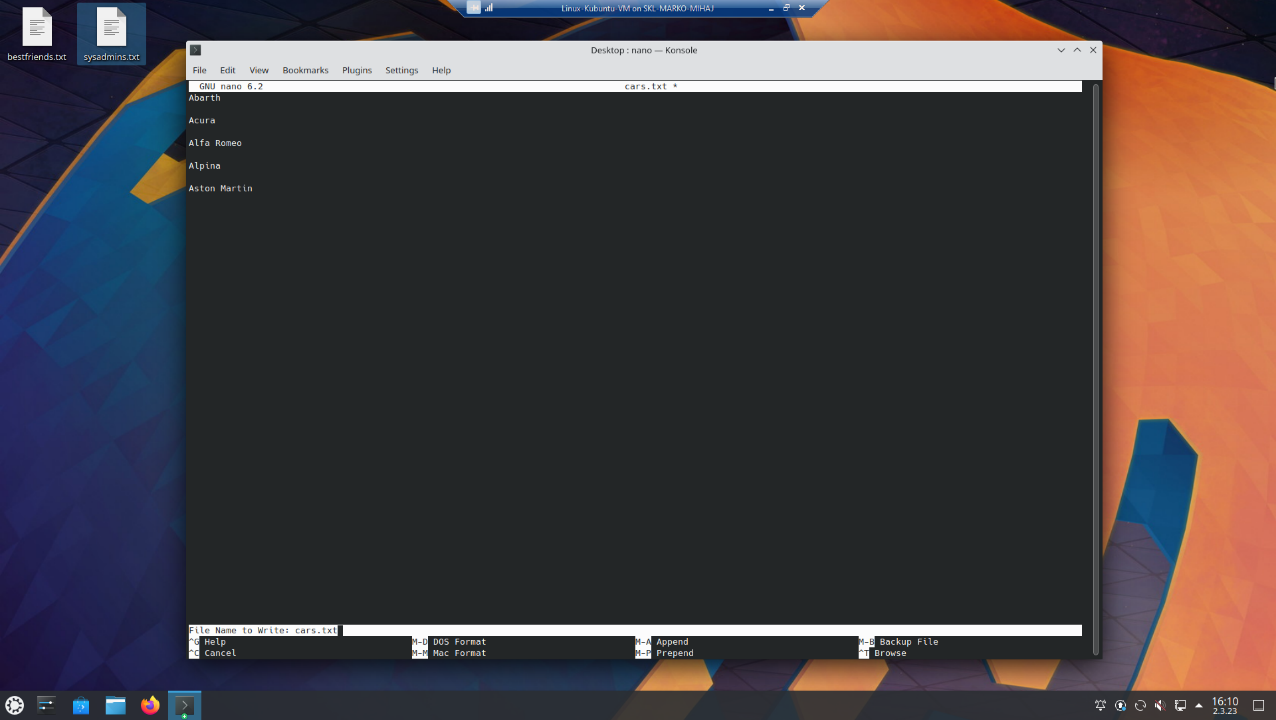 Linux-Kubuntu-VM on SKL-MARKO-MIHAJ
bestfriends.txt
sysadmins.txt
Desktop : nano — Konsole
File Edit View Bookmarks Plugins Settings Help
GNU nano 6.2 cars.txt *
Abarth
Acura
Alfa Romeo
Alpina
Aston Martin
File Name to Write: cars.txt
^G Help M-D DOS Format M-A Append M-B Backup File
^C Cancel M-M Mac Format M-P Prepend ^T Browse
16:10
2.3.23